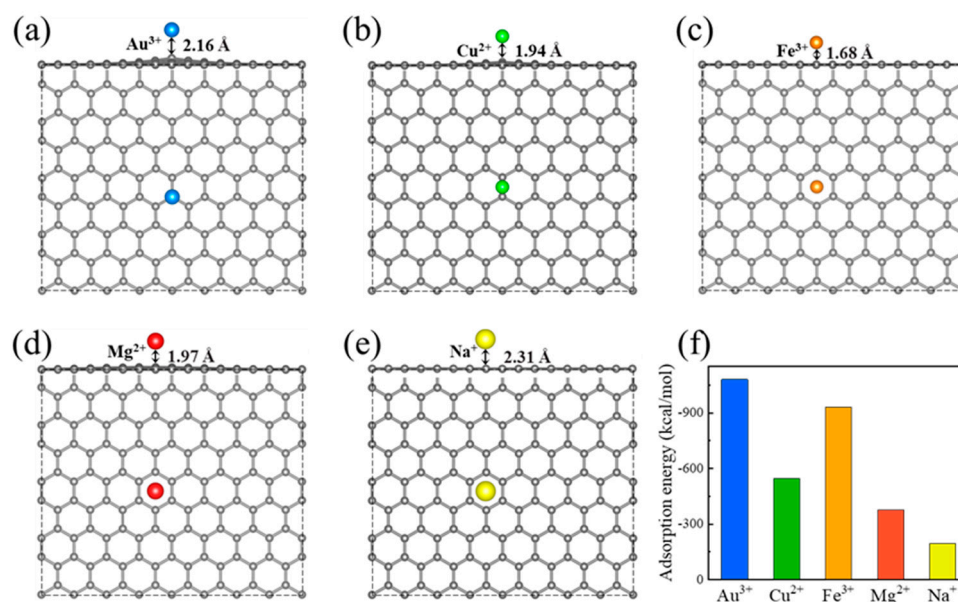 (a)
Au³⁺
2.16 Å
(b)
Cu²⁺
1.94 Å
(c)
Fe³⁺
1.68 Å
(d)
Mg²⁺
1.97 Å
(e)
Na⁺
2.31 Å
(f)
Adsorption energy (kcal/mol)
-900
-600
-300
-0
Au³⁺ Cu²⁺ Fe³⁺ Mg²⁺ Na⁺